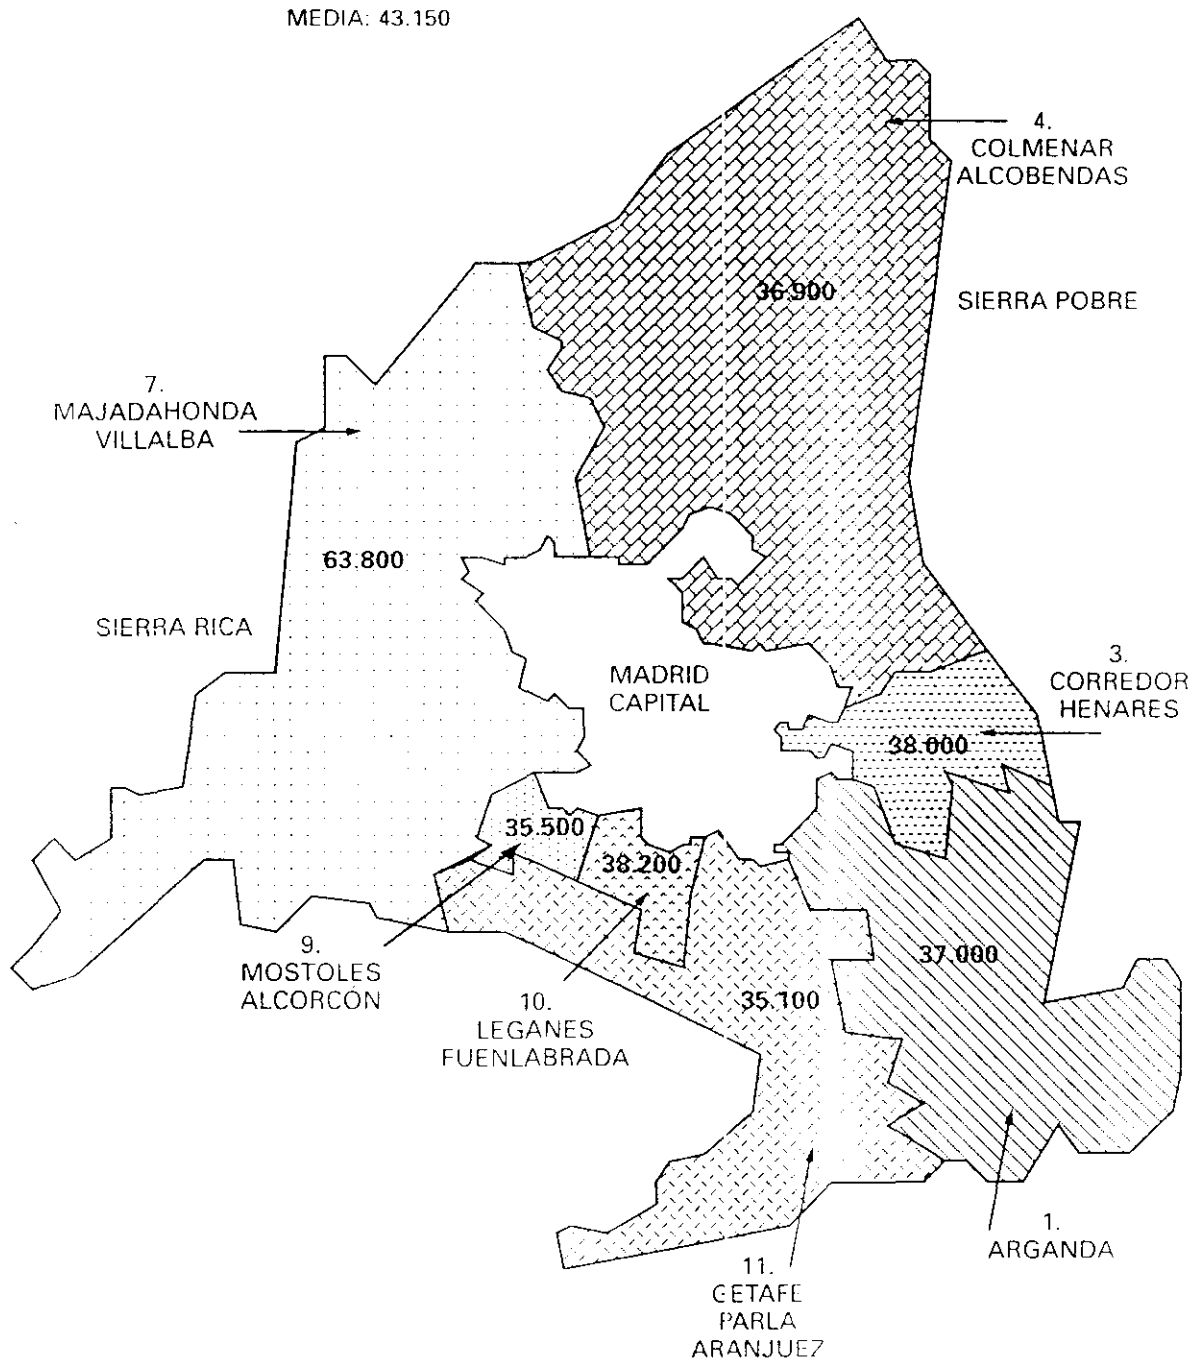 MEDIA: 43.150
4.
COLMENAR
ALCOBENDAS
36.900
SIERRA POBRE
7.
MAJADAHONDA
VILLALBA
63.800
SIERRA RICA
MADRID
CAPITAL
3.
CORREDOR
HENARES
38.000
35.500
38.200
9.
MOSTOLES
ALCORCÓN
10.
LEGANES
FUENLABRADA
37.000
35.100
1.
ARGANDA
11.
GETAFE
PARLA
ARANJUEZ